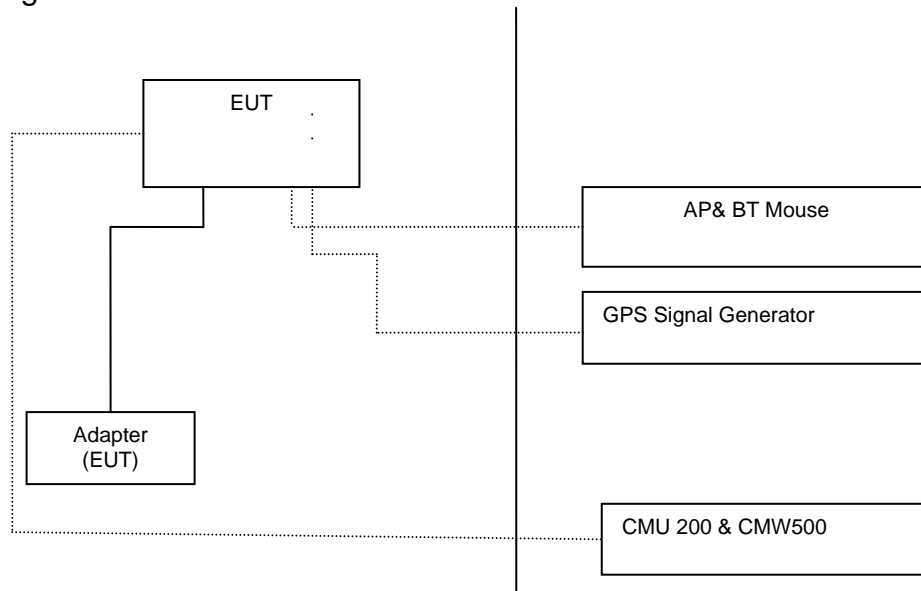 EUT
AP& BT Mouse
GPS Signal Generator
Adapter
(EUT)
CMU 200 & CMW500